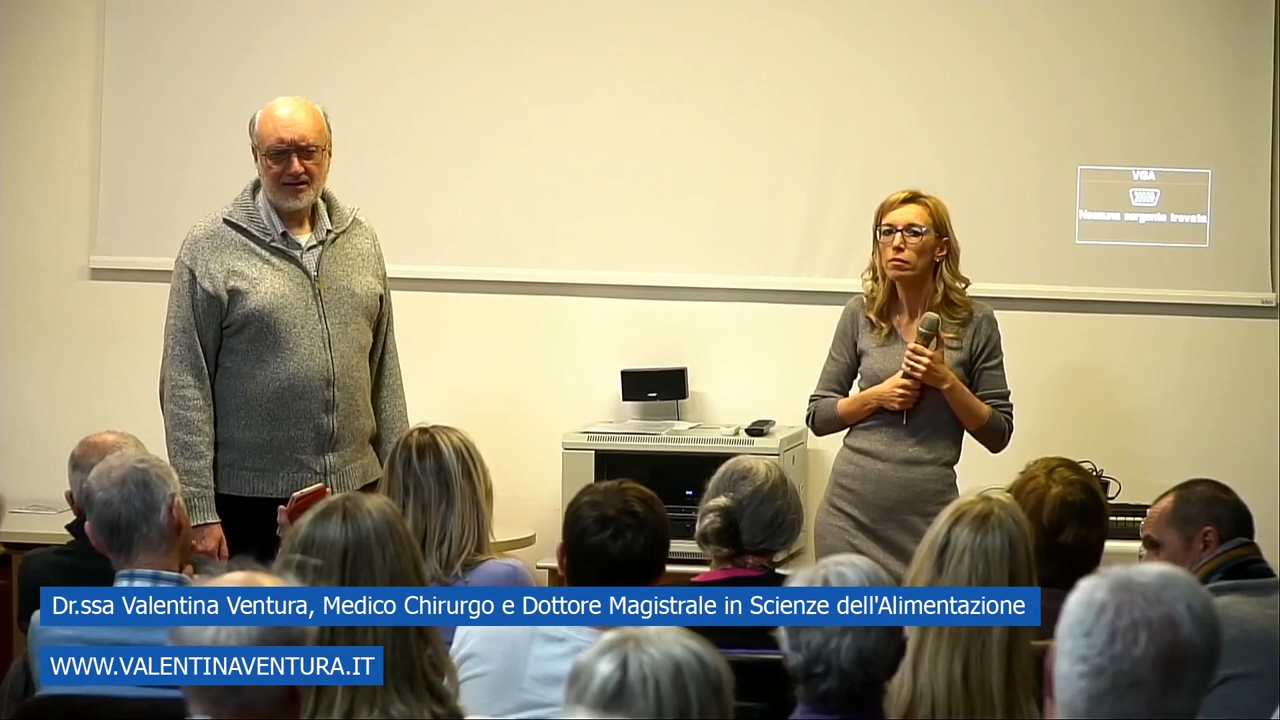 VGA
Nessuna sorgente trovata
Dr.ssa Valentina Ventura, Medico Chirurgo e Dottore Magistrale in Scienze dell'Alimentazione
WWW.VALENTINAVENTURA.IT